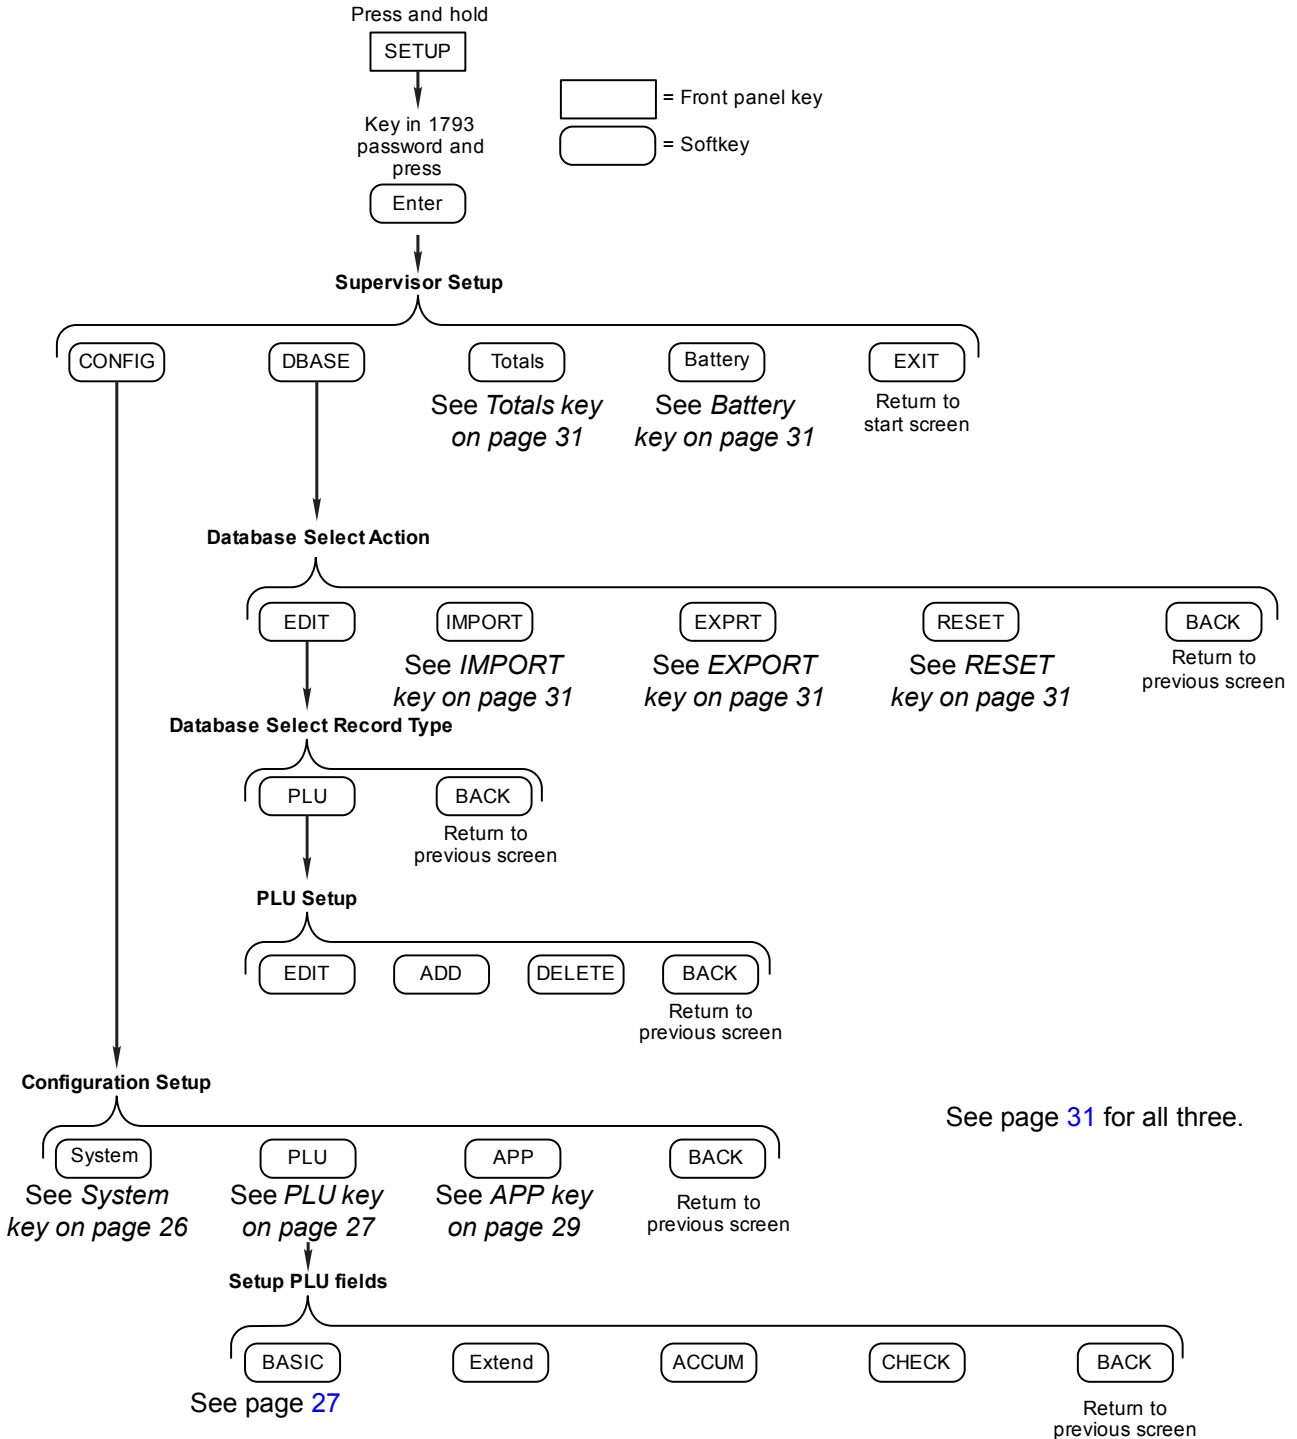 Press and hold
SETUP
= Front panel key
Key in 1793
password and
press
= Softkey
Enter
Supervisor Setup
CONFIG
DBASE
Totals
Battery
EXIT
See Totals key
on page 31
See Battery
key on page 31
Return to
start screen
Database Select Action
EDIT
IMPORT
EXPRT
RESET
BACK
See IMPORT
key on page 31
See EXPORT
key on page 31
See RESET
key on page 31
Return to
previous screen
Database Select Record Type
PLU
BACK
Return to
previous screen
PLU Setup
EDIT
ADD
DELETE
BACK
Return to
previous screen
Configuration Setup
See page 31 for all three.
System
PLU
APP
BACK
See System
key on page 26
See PLU key
on page 27
See APP key
on page 29
Return to
previous screen
Setup PLU fields
BASIC
Extend
ACCUM
CHECK
BACK
See page 27
Return to
previous screen